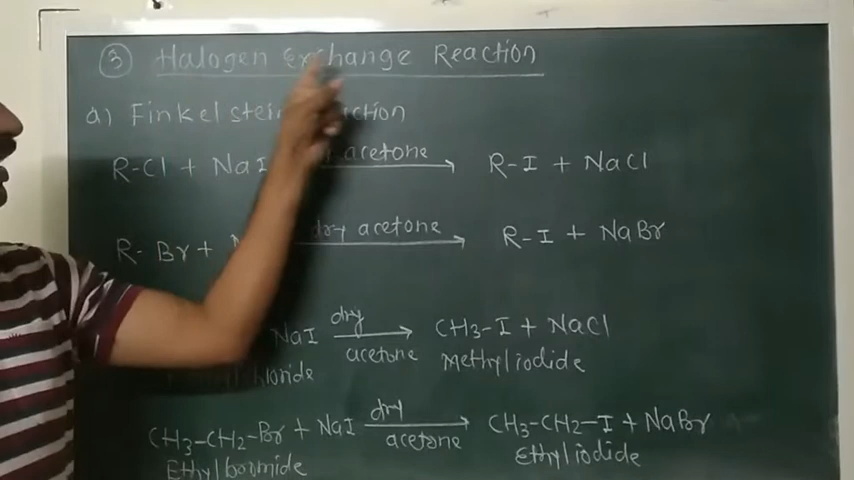 ③ Halogen Exchange Reaction
a) Finkelstein
R-Cl + NaI acetone → R-I + NaCl
R- Br + dry acetone → R-I + NaBr
NaI dry acetone → CH3-I + NaCl
Methyl iodide
CH3-CH2-Br + NaI dry acetone → CH3-CH2-I + NaBr
Ethyl bromide Ethyl iodide